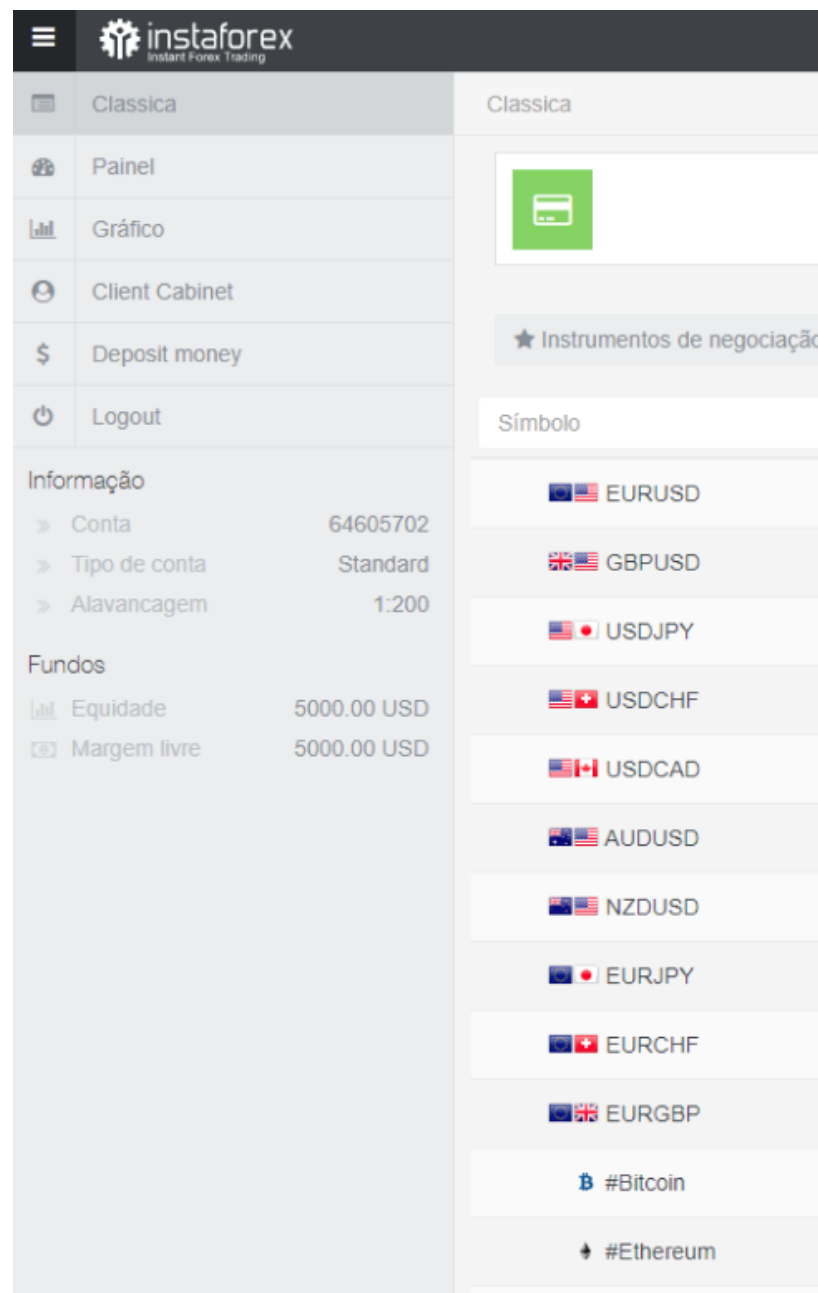 instaforex
Instant Forex Trading
Classica
Painel
Gráfico
Client Cabinet
Deposit money
Logout
Informação
Conta 64605702
Tipo de conta Standard
Alavancagem 1:200
Fundos
Equidade 5000.00 USD
Margem livre 5000.00 USD
Classica
Instrumentos de negociação
Símbolo
EURUSD
GBPUSD
USDJPY
USDCHF
USDCAD
AUDUSD
NZDUSD
EURJPY
EURCHF
EURGBP
#Bitcoin
#Ethereum